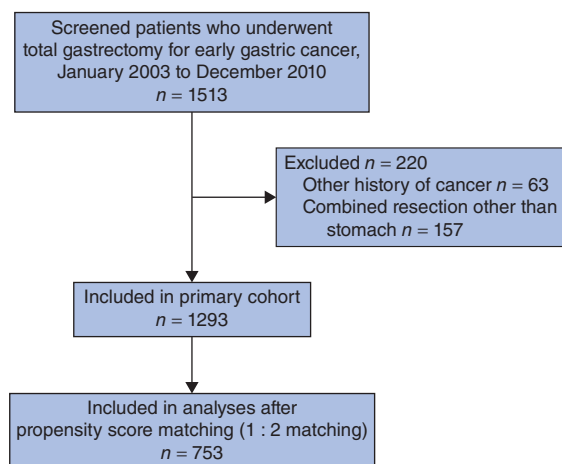 Screened patients who underwent
total gastrectomy for early gastric cancer,
January 2003 to December 2010
n = 1513
Excluded n = 220
Other history of cancer n = 63
Combined resection other than
stomach n = 157
Included in primary cohort
n = 1293
Included in analyses after
propensity score matching (1 : 2 matching)
n = 753